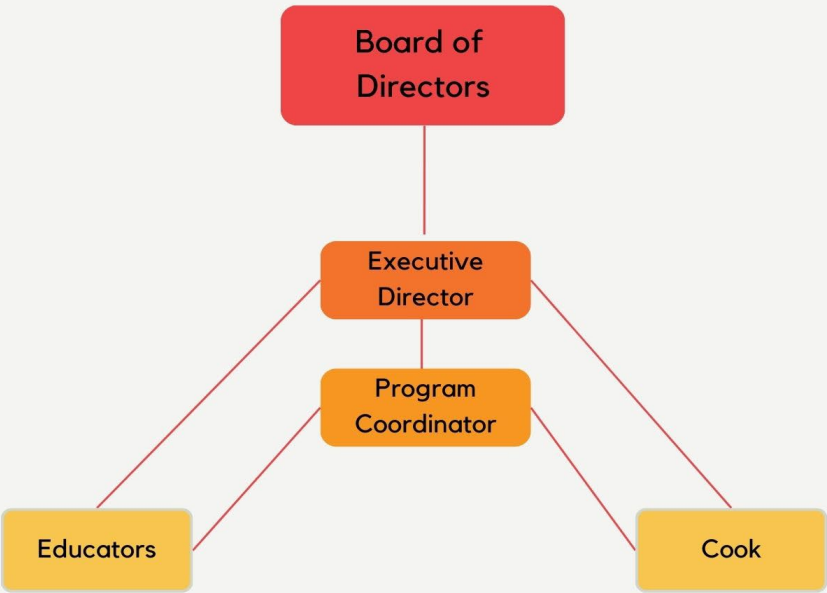 Board of
Directors
Executive
Director
Program
Coordinator
Educators
Cook